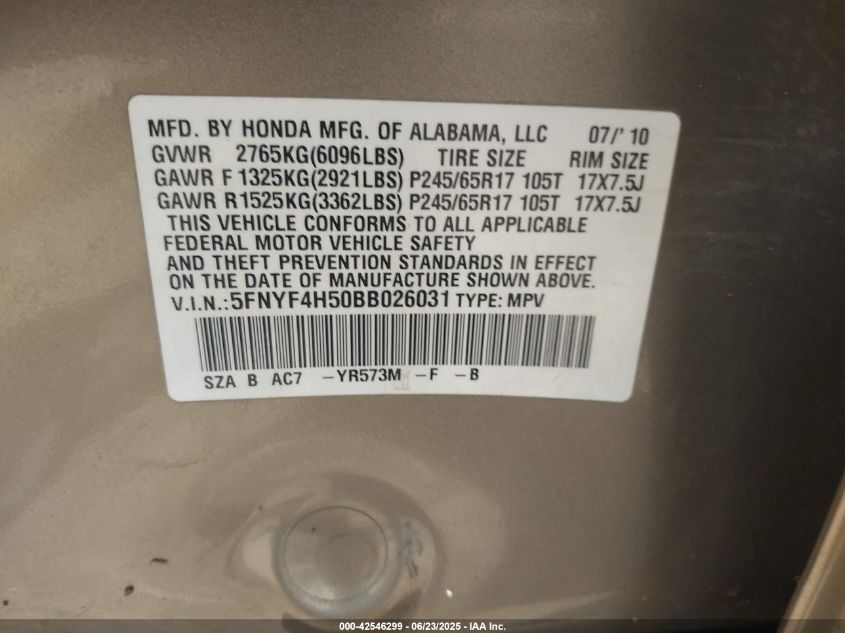 MFD. BY HONDA MFG. OF ALABAMA, LLC 07/' 10
GVWR 2765KG(6096LBS) TIRE SIZE RIM SIZE
GAWR F 1325KG(2921LBS) P245/65R17 105T 17X7.5J
GAWR R1525KG(3362LBS) P245/65R17 105T 17X7.5J
THIS VEHICLE CONFORMS TO ALL APPLICABLE
FEDERAL MOTOR VEHICLE SAFETY
AND THEFT PREVENTION STANDARDS IN EFFECT
ON THE DATE OF MANUFACTURE SHOWN ABOVE.
V.I.N.:5FNYF4H50BB026031 TYPE: MPV
SZA B AC7 -YR573M -F -B
000-42546299 - 06/23/2025 - IAA Inc.